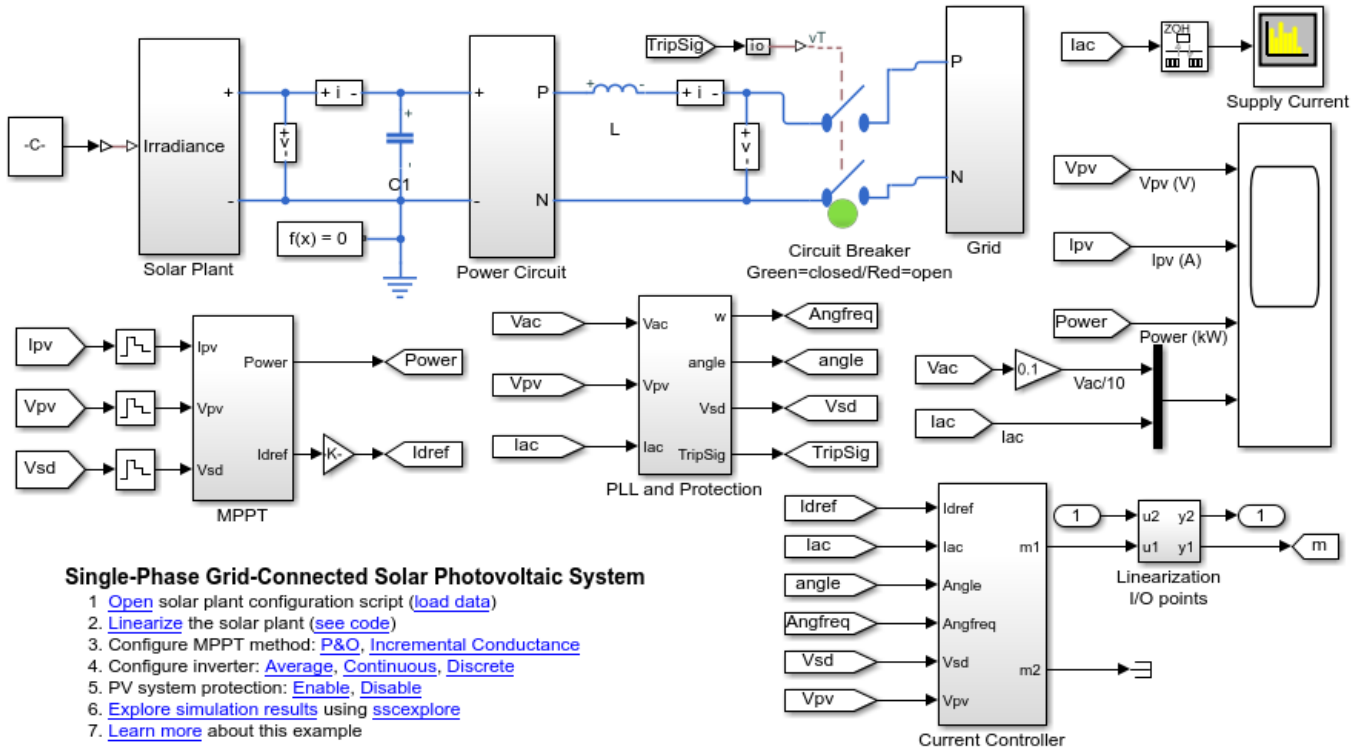 -C-
Irradiance
+
-
Solar Plant
+ i -
+ v -
+
'
C1
f(x) = 0
+
-
P
N
Power Circuit
+
-
L
+ i -
+ v -
TripSig
io
vT
Circuit Breaker
Green=closed/Red=open
P
N
Grid
Iac
ZOH
Supply Current
Vpv
Vpv (V)
Ipv
Ipv (A)
Power
Power (kW)
Vac
0.1
Vac/10
Iac
Iac
Ipv
Vpv
Vsd
Ipv
Vpv
Vsd
Power
Idref
MPPT
Power
-K-
Idref
Vac
Vpv
Iac
Vac
Vpv
Iac
w
angle
Vsd
TripSig
PLL and Protection
Angfreq
angle
Vsd
TripSig
Idref
Iac
angle
Angfreq
Vsd
Vpv
Idref
Iac
Angle
Angfreq
Vsd
Vpv
m1
m2
Current Controller
1
u2
u1
y2
y1
Linearization
I/O points
1
m
Single-Phase Grid-Connected Solar Photovoltaic System
1 Open solar plant configuration script (load data)
2. Linearize the solar plant (see code)
3. Configure MPPT method: P&O, Incremental Conductance
4. Configure inverter: Average, Continuous, Discrete
5. PV system protection: Enable, Disable
6. Explore simulation results using sscexplore
7. Learn more about this example